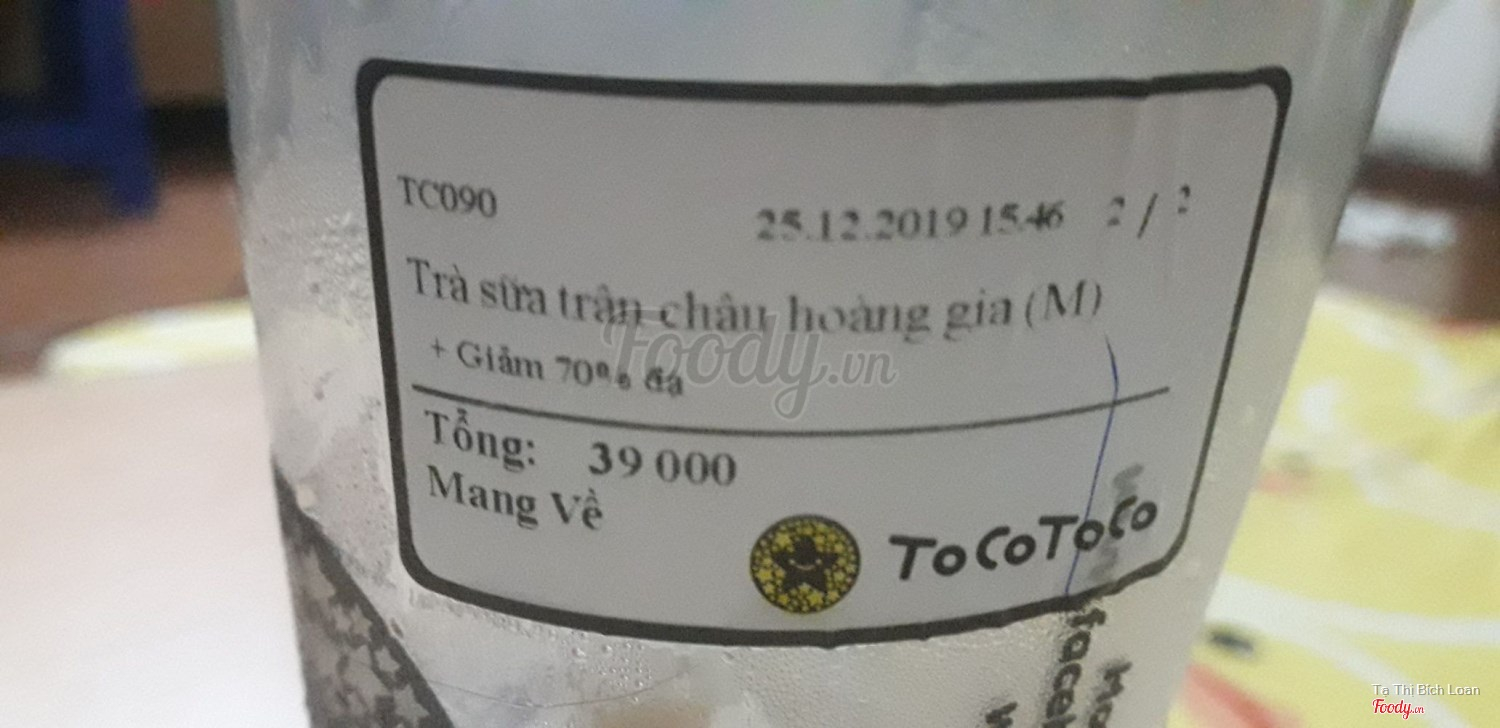 TC090
25.12.2019 15:46 2 / 2
Trà sữa trân châu hoàng gia (M)
+ Giảm 70% đá
Tổng: 39 000
Mang Về
ToCoToCo
Foody.vn
Ta Thi Bích Loan
Foody.vn